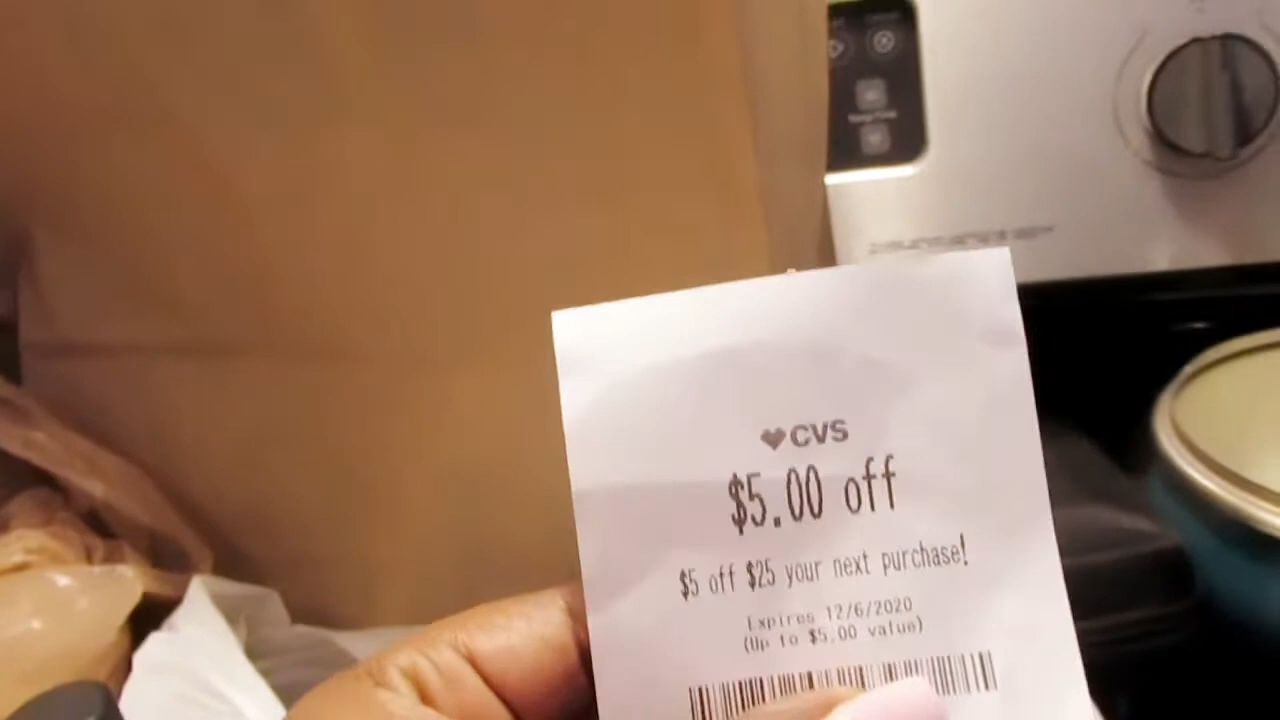 CVS
$5.00 off
$5 off $25 your next purchase!
Expires 12/6/2020
(Up to $5.00 value)